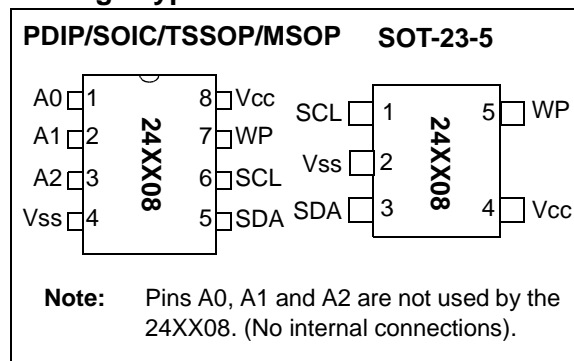 PDIP/SOIC/TSSOP/MSOP SOT-23-5
A0 1 8 Vcc
A1 2 7 WP
A2 3 6 SCL
Vss 4 5 SDA
24XX08
SCL 1 5 WP
Vss 2
SDA 3 4 Vcc
24XX08
Note: Pins A0, A1 and A2 are not used by the
24XX08. (No internal connections).